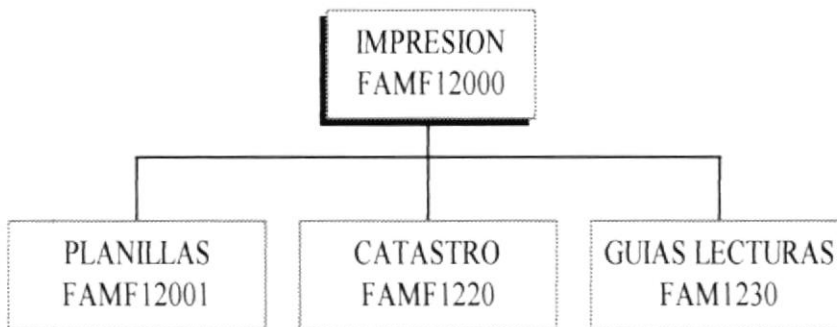 IMPRESION
FAMF12000
PLANILLAS
FAMF12001
CATASTRO
FAMF1220
GUIAS LECTURAS
FAM1230